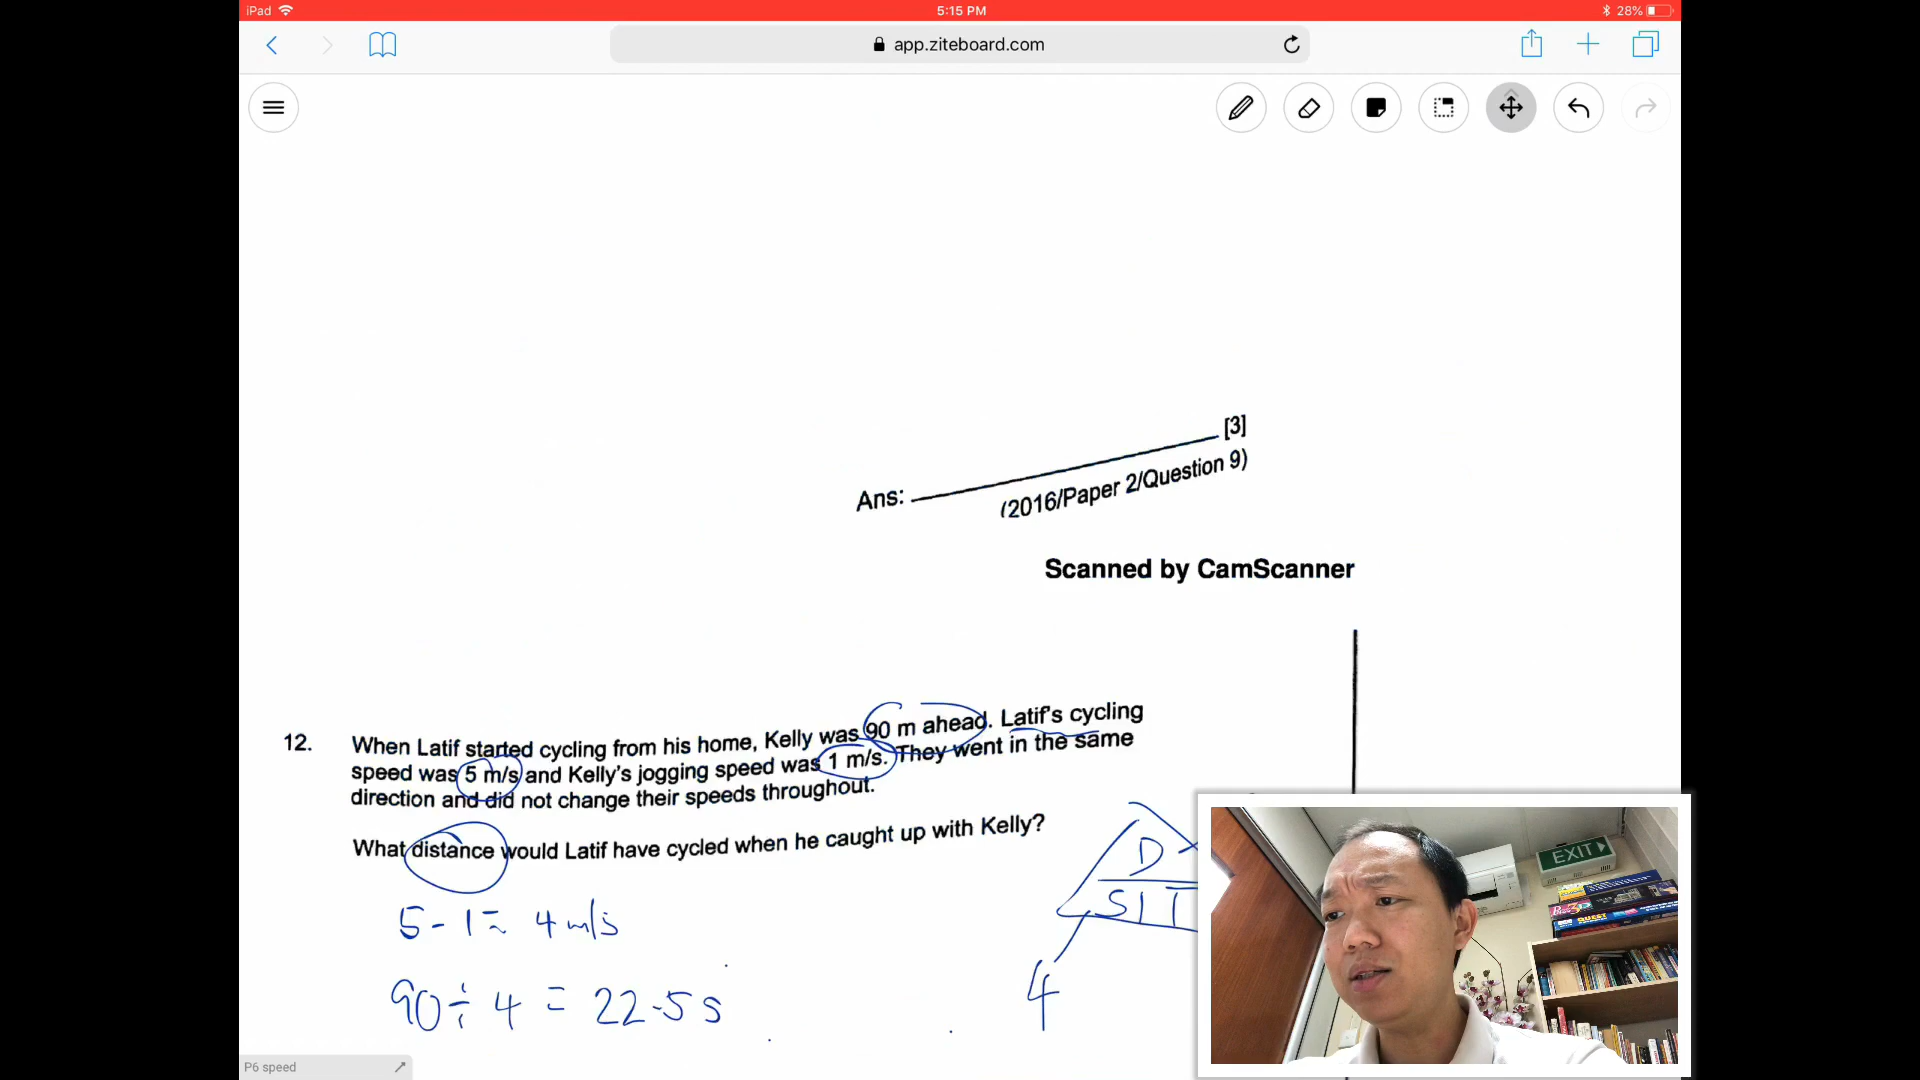 iPad
5:15 PM
28%
app.ziteboard.com
[3]
Ans:
(2016/Paper 2/Question 9)
Scanned by CamScanner
12. When Latif started cycling from his home, Kelly was 90 m ahead. Latif's cycling
speed was 5 m/s and Kelly's jogging speed was 1 m/s. They went in the same
direction and did not change their speeds throughout.
What distance would Latif have cycled when he caught up with Kelly?
D
S T
5 - 1 = 4 m/s
4
90 ÷ 4 = 22.5 s
EXIT
QUEST
P6 speed